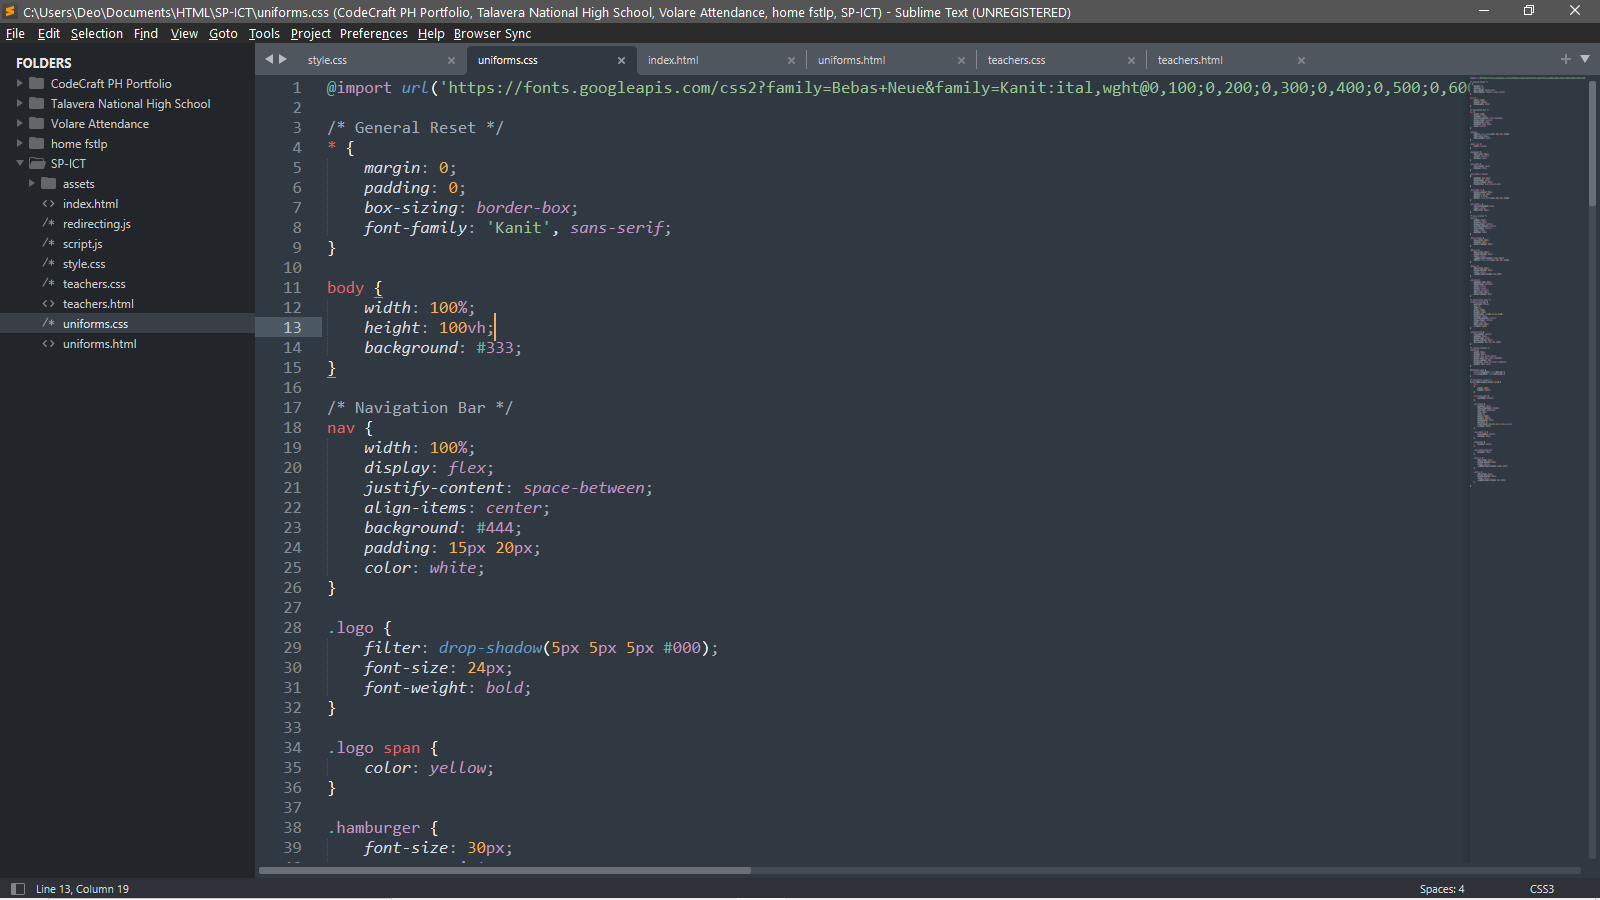 C:\Users\Deo\Documents\HTML\SP-ICT\uniforms.css (CodeCraft PH Portfolio, Talavera National High School, Volare Attendance, home fstlp, SP-ICT) - Sublime Text (UNREGISTERED)
File Edit Selection Find View Goto Tools Project Preferences Help Browser Sync
FOLDERS
CodeCraft PH Portfolio
Talavera National High School
Volare Attendance
home fstlp
SP-ICT
assets
<> index.html
/* redirecting.js
/* script.js
/* style.css
/* teachers.css
<> teachers.html
/* uniforms.css
<> uniforms.html
style.css × uniforms.css × index.html × uniforms.html × teachers.css × teachers.html ×
1 @import url('https://fonts.googleapis.com/css2?family=Bebas+Neue&family=Kanit:ital,wght@0,100;0,200;0,300;0,400;0,500;0,600
2
3 /* General Reset */
4 * {
5 margin: 0;
6 padding: 0;
7 box-sizing: border-box;
8 font-family: 'Kanit', sans-serif;
9 }
10
11 body {
12 width: 100%;
13 height: 100vh;
14 background: #333;
15 }
16
17 /* Navigation Bar */
18 nav {
19 width: 100%;
20 display: flex;
21 justify-content: space-between;
22 align-items: center;
23 background: #444;
24 padding: 15px 20px;
25 color: white;
26 }
27
28 .logo {
29 filter: drop-shadow(5px 5px 5px #000);
30 font-size: 24px;
31 font-weight: bold;
32 }
33
34 .logo span {
35 color: yellow;
36 }
37
38 .hamburger {
39 font-size: 30px;
Line 13, Column 19
Spaces: 4
CSS3